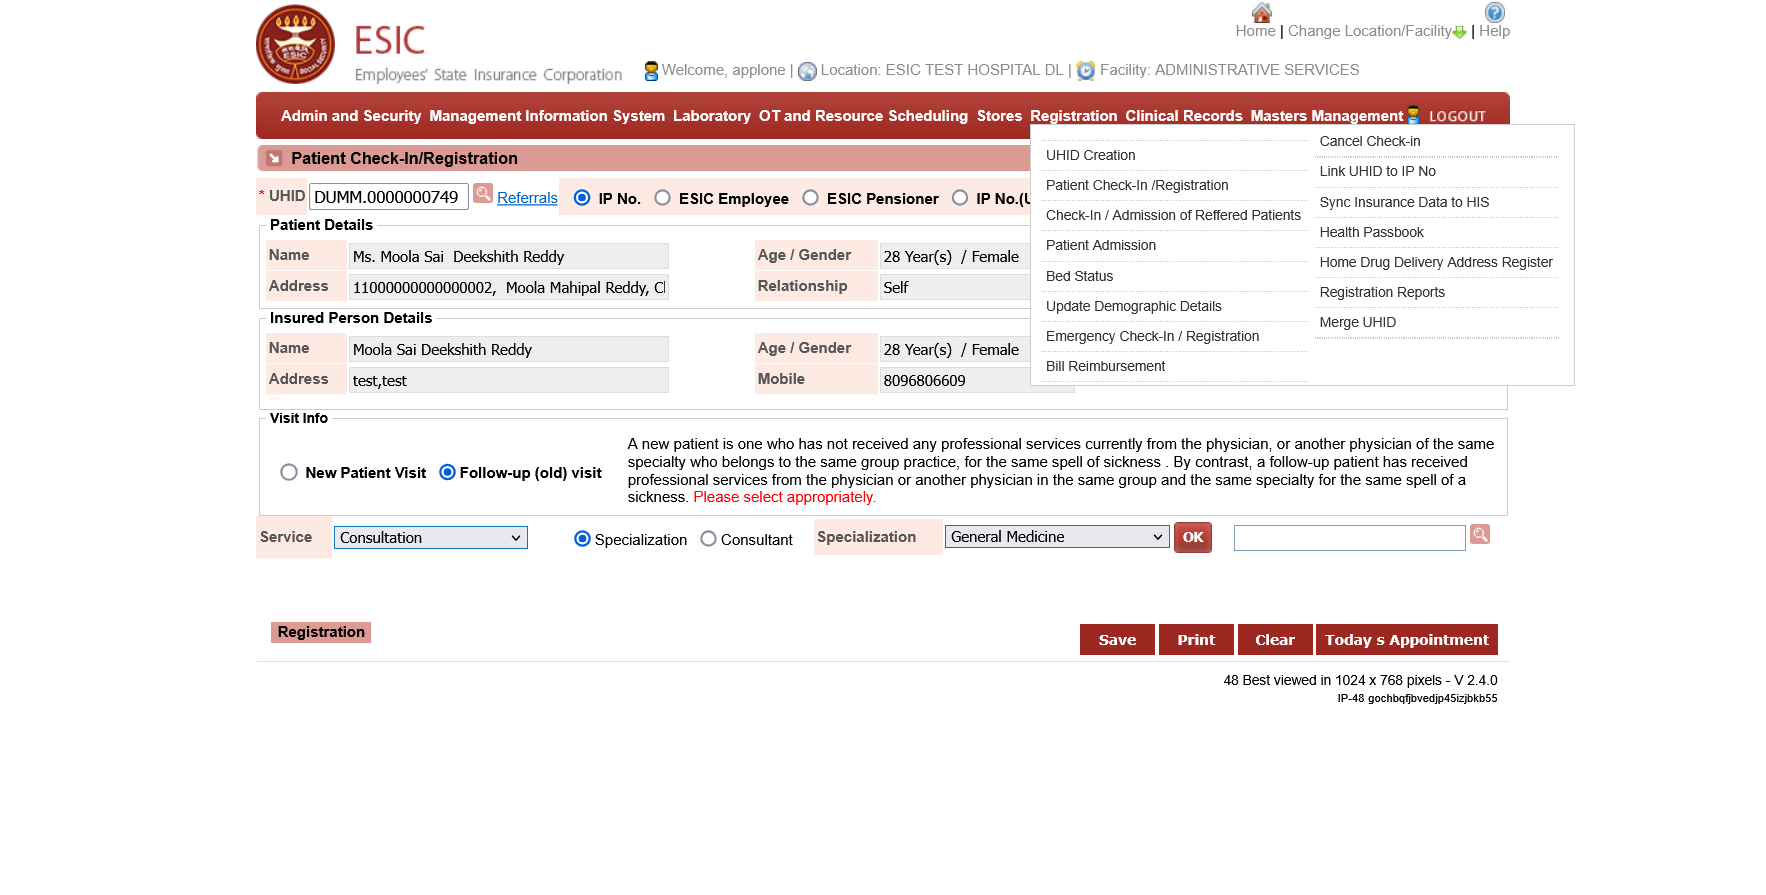 ESIC
Employees' State Insurance Corporation
Home | Change Location/Facility | Help
Welcome, applone | Location: ESIC TEST HOSPITAL DL | Facility: ADMINISTRATIVE SERVICES
Admin and Security Management Information System Laboratory OT and Resource Scheduling Stores Registration Clinical Records Masters Management LOGOUT
Patient Check-In/Registration
* UHID DUMM.0000000749 Referrals IP No. ESIC Employee ESIC Pensioner IP No.(U
UHID Creation
Patient Check-In /Registration
Check-In / Admission of Reffered Patients
Patient Admission
Bed Status
Update Demographic Details
Emergency Check-In / Registration
Bill Reimbursement
Cancel Check-in
Link UHID to IP No
Sync Insurance Data to HIS
Health Passbook
Home Drug Delivery Address Register
Registration Reports
Merge UHID
Patient Details
Name Ms. Moola Sai  Deekshith Reddy Age / Gender 28 Year(s)  / Female
Address 11000000000000002,  Moola Mahipal Reddy, Relationship Self
Insured Person Details
Name Moola Sai Deekshith Reddy Age / Gender 28 Year(s)  / Female
Address test,test Mobile 8096806609
Visit Info
New Patient Visit Follow-up (old) visit
A new patient is one who has not received any professional services currently from the physician, or another physician of the same
specialty who belongs to the same group practice, for the same spell of sickness . By contrast, a follow-up patient has received
professional services from the physician or another physician in the same group and the same specialty for the same spell of a
sickness. Please select appropriately.
Service Consultation Specialization Consultant Specialization General Medicine OK
Registration
Save Print Clear Today s Appointment
48 Best viewed in 1024 x 768 pixels - V 2.4.0
IP-48 gochbqfjbvedjp45izjbkb55